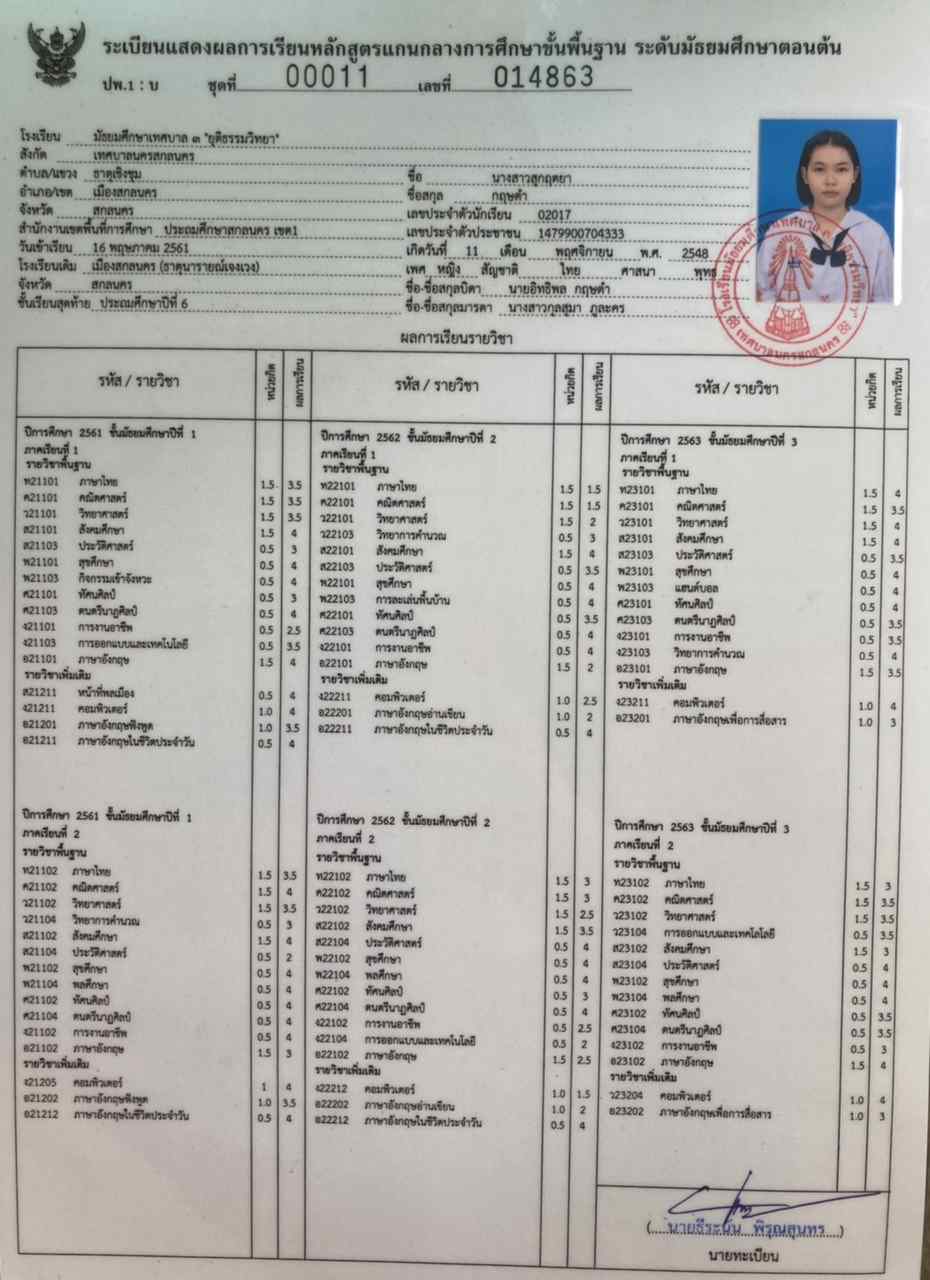 ระเบียนแสดงผลการเรียนหลักสูตรแกนกลางการศึกษาขั้นพื้นฐาน ระดับมัธยมศึกษาตอนต้น
ปพ.1 : บ ชุดที่ 00011 เลขที่ 014863
โรงเรียน มัธยมศึกษาเทศบาล ๓ "ยุติธรรมวิทยา"
สังกัด เทศบาลนครสกลนคร
ตำบล/แขวง ธาตุเชิงชุม
อำเภอ/เขต เมืองสกลนคร
จังหวัด สกลนคร
สำนักงานเขตพื้นที่การศึกษา ประถมศึกษาสกลนคร เขต1
วันเข้าเรียน 16 พฤษภาคม 2561
โรงเรียนเดิม เมืองสกลนคร (ธาตุนารายณ์เจงเวง)
จังหวัด สกลนคร
ชั้นเรียนสุดท้าย ประถมศึกษาปีที่ 6
ชื่อ นางสาวสุกฤตยา
ชื่อสกุล กฤษดำ
เลขประจำตัวนักเรียน 02017
เลขประจำตัวประชาชน 1479900704333
เกิดวันที่ 11 เดือน พฤศจิกายน พ.ศ. 2548
เพศ หญิง สัญชาติ ไทย ศาสนา พุทธ
ชื่อ-ชื่อสกุลบิดา นายอิทธิพล กฤษดำ
ชื่อ-ชื่อสกุลมารดา นางสาวกุลสุมา ภูละคร
ผลการเรียนรายวิชา
รหัส / รายวิชา หน่วยกิต ผลการเรียน
ปีการศึกษา 2561 ชั้นมัธยมศึกษาปีที่ 1
ภาคเรียนที่ 1
รายวิชาพื้นฐาน
ท21101 ภาษาไทย 1.5 3.5
ค21101 คณิตศาสตร์ 1.5 3.5
ว21101 วิทยาศาสตร์ 1.5 3.5
ส21101 สังคมศึกษา 1.5 4
ส21103 ประวัติศาสตร์ 0.5 3
พ21101 สุขศึกษา 0.5 4
พ21103 กิจกรรมเข้าจังหวะ 0.5 4
ศ21101 ทัศนศิลป์ 0.5 3
ศ21103 ดนตรีนาฏศิลป์ 0.5 4
ง21101 การงานอาชีพ 0.5 2.5
ง21103 การออกแบบและเทคโนโลยี 0.5 3.5
อ21101 ภาษาอังกฤษ 1.5 4
รายวิชาเพิ่มเติม
ส21211 หน้าที่พลเมือง 0.5 4
ง21211 คอมพิวเตอร์ 1.0 4
อ21201 ภาษาอังกฤษฟังพูด 1.0 3.5
อ21211 ภาษาอังกฤษในชีวิตประจำวัน 0.5 4
ปีการศึกษา 2561 ชั้นมัธยมศึกษาปีที่ 1
ภาคเรียนที่ 2
รายวิชาพื้นฐาน
ท21102 ภาษาไทย 1.5 3.5
ค21102 คณิตศาสตร์ 1.5 4
ว21102 วิทยาศาสตร์ 1.5 3.5
ว21104 วิทยาการคำนวณ 0.5 3
ส21102 สังคมศึกษา 1.5 4
ส21104 ประวัติศาสตร์ 0.5 2
พ21102 สุขศึกษา 0.5 4
พ21104 พลศึกษา 0.5 4
ศ21102 ทัศนศิลป์ 0.5 4
ศ21104 ดนตรีนาฏศิลป์ 0.5 4
ง21102 การงานอาชีพ 0.5 4
อ21102 ภาษาอังกฤษ 1.5 3
รายวิชาเพิ่มเติม
ง21205 คอมพิวเตอร์ 1 4
อ21202 ภาษาอังกฤษฟังพูด 1.0 3.5
อ21212 ภาษาอังกฤษในชีวิตประจำวัน 0.5 4
รหัส / รายวิชา หน่วยกิต ผลการเรียน
ปีการศึกษา 2562 ชั้นมัธยมศึกษาปีที่ 2
ภาคเรียนที่ 1
รายวิชาพื้นฐาน
ท22101 ภาษาไทย 1.5 1.5
ค22101 คณิตศาสตร์ 1.5 1.5
ว22101 วิทยาศาสตร์ 1.5 2
ว22103 วิทยาการคำนวณ 0.5 3
ส22101 สังคมศึกษา 1.5 4
ส22103 ประวัติศาสตร์ 0.5 3.5
พ22101 สุขศึกษา 0.5 4
พ22103 การละเล่นพื้นบ้าน 0.5 4
ศ22101 ทัศนศิลป์ 0.5 3.5
ศ22103 ดนตรีนาฏศิลป์ 0.5 4
ง22101 การงานอาชีพ 0.5 4
อ22101 ภาษาอังกฤษ 1.5 2
รายวิชาเพิ่มเติม
ง22211 คอมพิวเตอร์ 1.0 2.5
อ22201 ภาษาอังกฤษอ่านเขียน 1.0 2
อ22211 ภาษาอังกฤษในชีวิตประจำวัน 0.5 4
ปีการศึกษา 2562 ชั้นมัธยมศึกษาปีที่ 2
ภาคเรียนที่ 2
รายวิชาพื้นฐาน
ท22102 ภาษาไทย 1.5 3
ค22102 คณิตศาสตร์ 1.5 3
ว22102 วิทยาศาสตร์ 1.5 2.5
ส22102 สังคมศึกษา 1.5 3.5
ส22104 ประวัติศาสตร์ 0.5 4
พ22102 สุขศึกษา 0.5 4
พ22104 พลศึกษา 0.5 4
ศ22102 ทัศนศิลป์ 0.5 3
ศ22104 ดนตรีนาฏศิลป์ 0.5 4
ง22102 การงานอาชีพ 0.5 2.5
ง22104 การออกแบบและเทคโนโลยี 0.5 2
อ22102 ภาษาอังกฤษ 1.5 2.5
รายวิชาเพิ่มเติม
ง22212 คอมพิวเตอร์ 1.0 1.5
อ22202 ภาษาอังกฤษอ่านเขียน 1.0 2
อ22212 ภาษาอังกฤษในชีวิตประจำวัน 0.5 4
รหัส / รายวิชา หน่วยกิต ผลการเรียน
ปีการศึกษา 2563 ชั้นมัธยมศึกษาปีที่ 3
ภาคเรียนที่ 1
รายวิชาพื้นฐาน
ท23101 ภาษาไทย 1.5 4
ค23101 คณิตศาสตร์ 1.5 3.5
ว23101 วิทยาศาสตร์ 1.5 4
ส23101 สังคมศึกษา 1.5 4
ส23103 ประวัติศาสตร์ 0.5 3.5
พ23101 สุขศึกษา 0.5 4
พ23103 แฮนด์บอล 0.5 4
ศ23101 ทัศนศิลป์ 0.5 4
ศ23103 ดนตรีนาฏศิลป์ 0.5 3.5
ง23101 การงานอาชีพ 0.5 3.5
ง23103 วิทยาการคำนวณ 0.5 4
อ23101 ภาษาอังกฤษ 1.5 3.5
รายวิชาเพิ่มเติม
ง23211 คอมพิวเตอร์ 1.0 4
อ23201 ภาษาอังกฤษเพื่อการสื่อสาร 1.0 3
ปีการศึกษา 2563 ชั้นมัธยมศึกษาปีที่ 3
ภาคเรียนที่ 2
รายวิชาพื้นฐาน
ท23102 ภาษาไทย 1.5 3
ค23102 คณิตศาสตร์ 1.5 3.5
ว23102 วิทยาศาสตร์ 1.5 3.5
ว23104 การออกแบบและเทคโลโลยี 0.5 3.5
ส23102 สังคมศึกษา 1.5 3
ส23104 ประวัติศาสตร์ 0.5 4
พ23102 สุขศึกษา 0.5 4
พ23104 พลศึกษา 0.5 4
ศ23102 ทัศนศิลป์ 0.5 3.5
ศ23104 ดนตรีนาฏศิลป์ 0.5 3.5
ง23102 การงานอาชีพ 0.5 3
อ23102 ภาษาอังกฤษ 1.5 4
รายวิชาเพิ่มเติม
ว23204 คอมพิวเตอร์ 1.0 4
อ23202 ภาษาอังกฤษเพื่อการสื่อสาร 1.0 3
(นายธีระนัน พิรุณสุนทร)
นายทะเบียน